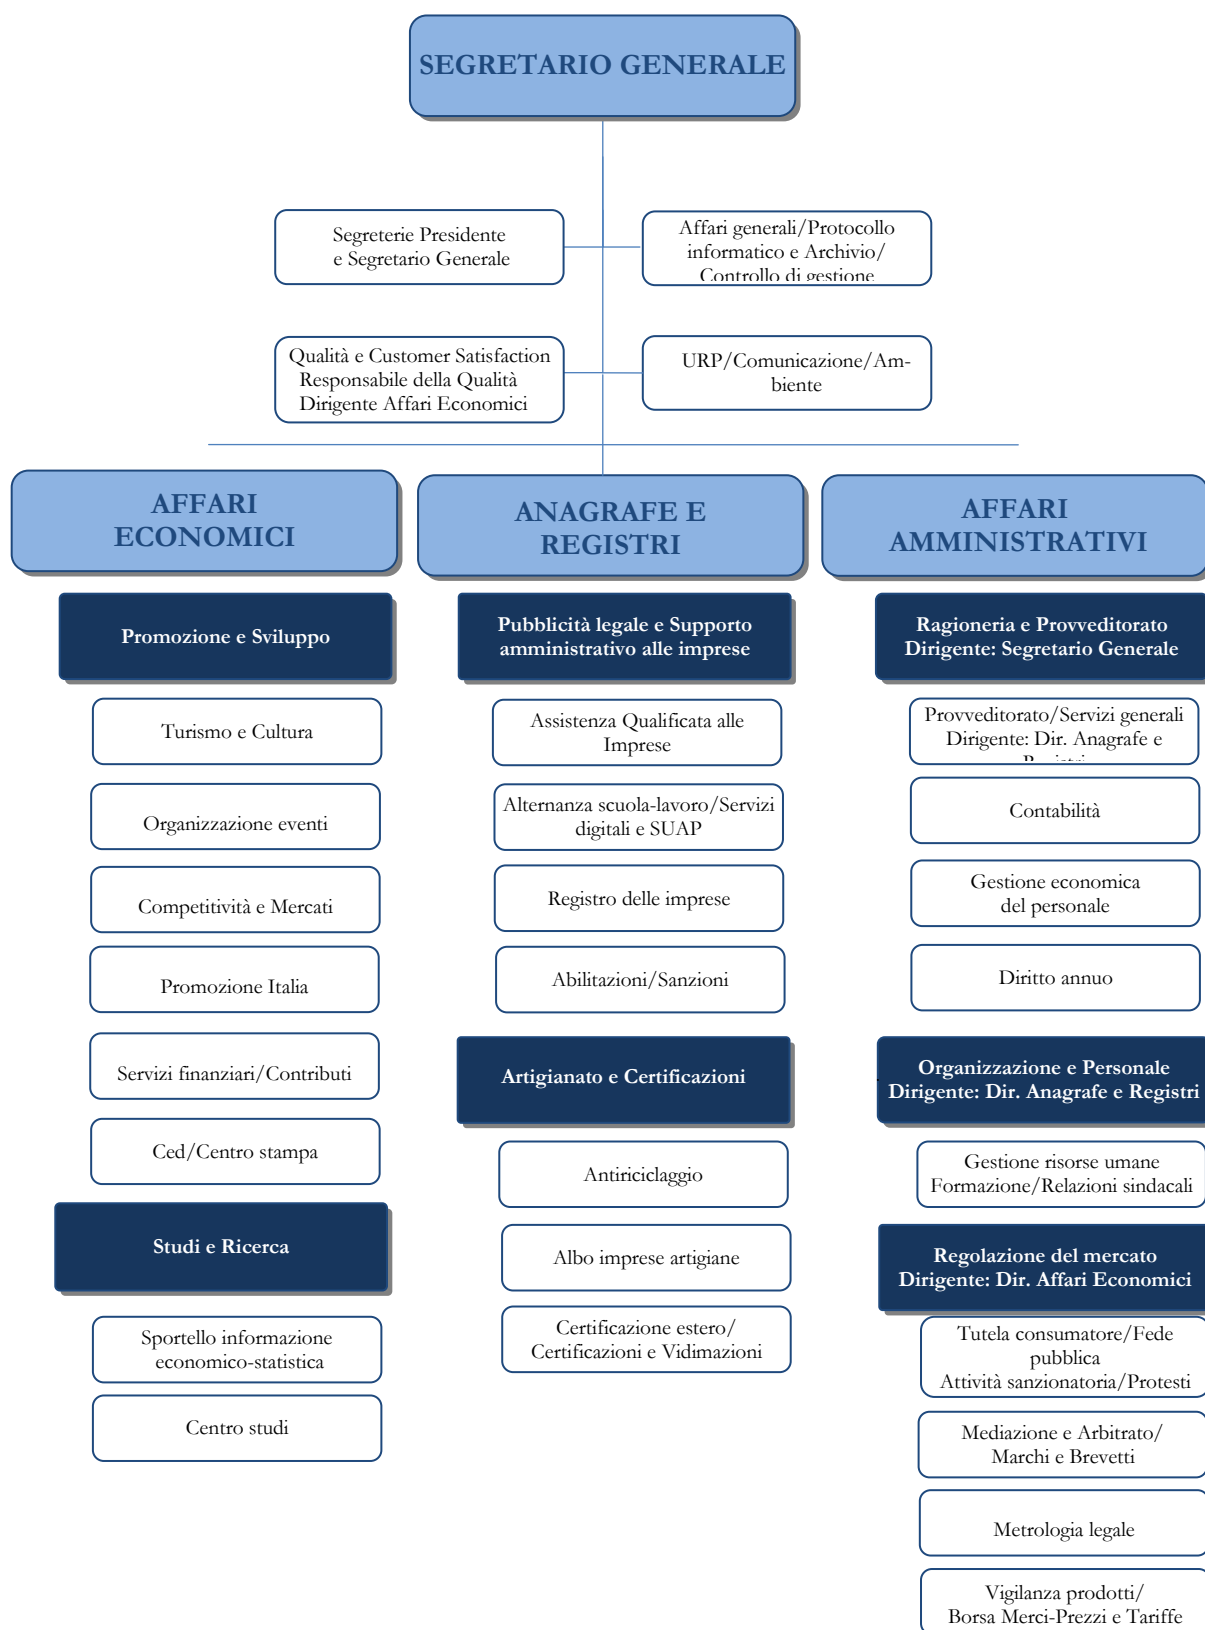 SEGRETARIO GENERALE
Segreterie Presidente
e Segretario Generale
Affari generali/Protocollo
informatico e Archivio/
Controllo di gestione
Qualità e Customer Satisfaction
Responsabile della Qualità
Dirigente Affari Economici
URP/Comunicazione/Am-
biente
AFFARI
ECONOMICI
ANAGRAFE E
REGISTRI
AFFARI
AMMINISTRATIVI
Promozione e Sviluppo
Turismo e Cultura
Organizzazione eventi
Competitività e Mercati
Promozione Italia
Servizi finanziari/Contributi
Ced/Centro stampa
Studi e Ricerca
Sportello informazione
economico-statistica
Centro studi
Pubblicità legale e Supporto
amministrativo alle imprese
Assistenza Qualificata alle
Imprese
Alternanza scuola-lavoro/Servizi
digitali e SUAP
Registro delle imprese
Abilitazioni/Sanzioni
Artigianato e Certificazioni
Antiriciclaggio
Albo imprese artigiane
Certificazione estero/
Certificazioni e Vidimazioni
Ragioneria e Provveditorato
Dirigente: Segretario Generale
Provveditorato/Servizi generali
Dirigente: Dir. Anagrafe e
Registri
Contabilità
Gestione economica
del personale
Diritto annuo
Organizzazione e Personale
Dirigente: Dir. Anagrafe e Registri
Gestione risorse umane
Formazione/Relazioni sindacali
Regolazione del mercato
Dirigente: Dir. Affari Economici
Tutela consumatore/Fede
pubblica
Attività sanzionatoria/Protesti
Mediazione e Arbitrato/
Marchi e Brevetti
Metrologia legale
Vigilanza prodotti/
Borsa Merci-Prezzi e Tariffe